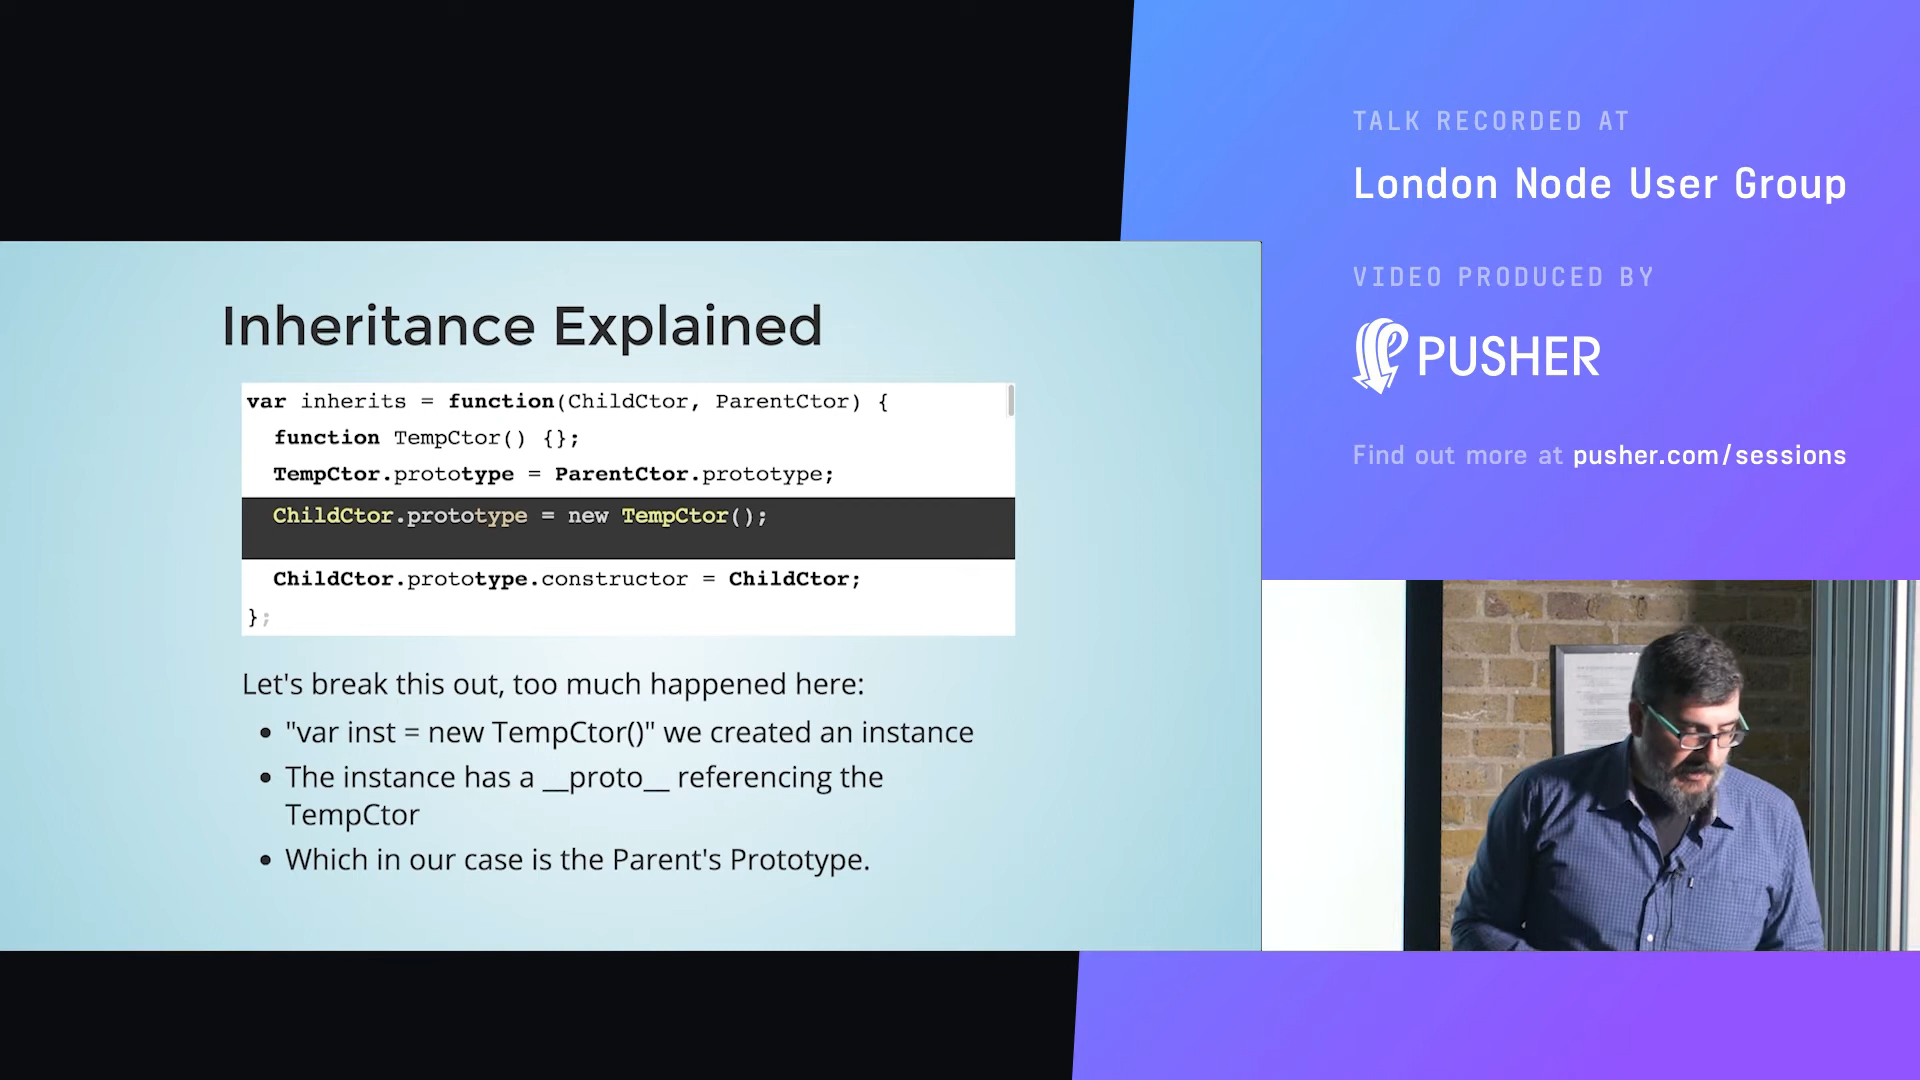 TALK RECORDED AT
London Node User Group
VIDEO PRODUCED BY
PUSHER
Find out more at pusher.com/sessions
Inheritance Explained
var inherits = function(ChildCtor, ParentCtor) {
function TempCtor() {};
TempCtor.prototype = ParentCtor.prototype;
ChildCtor.prototype = new TempCtor();
ChildCtor.prototype.constructor = ChildCtor;
};
Let's break this out, too much happened here:
"var inst = new TempCtor()" we created an instance
The instance has a __proto__ referencing the
TempCtor
Which in our case is the Parent's Prototype.